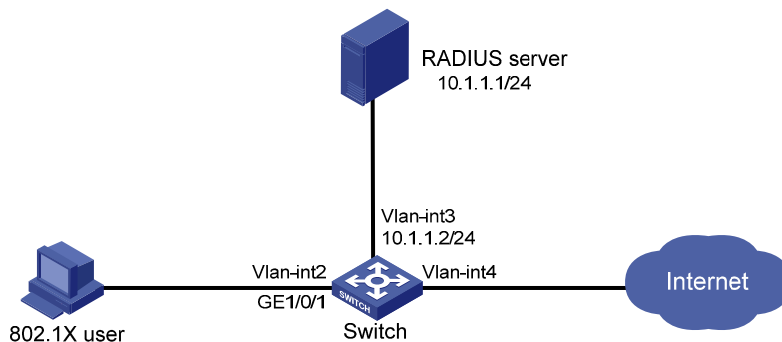 RADIUS server
10.1.1.1/24
Vlan-int3
10.1.1.2/24
Vlan-int2
Vlan-int4
GE1/0/1
SWITCH
Internet
802.1X user
Switch